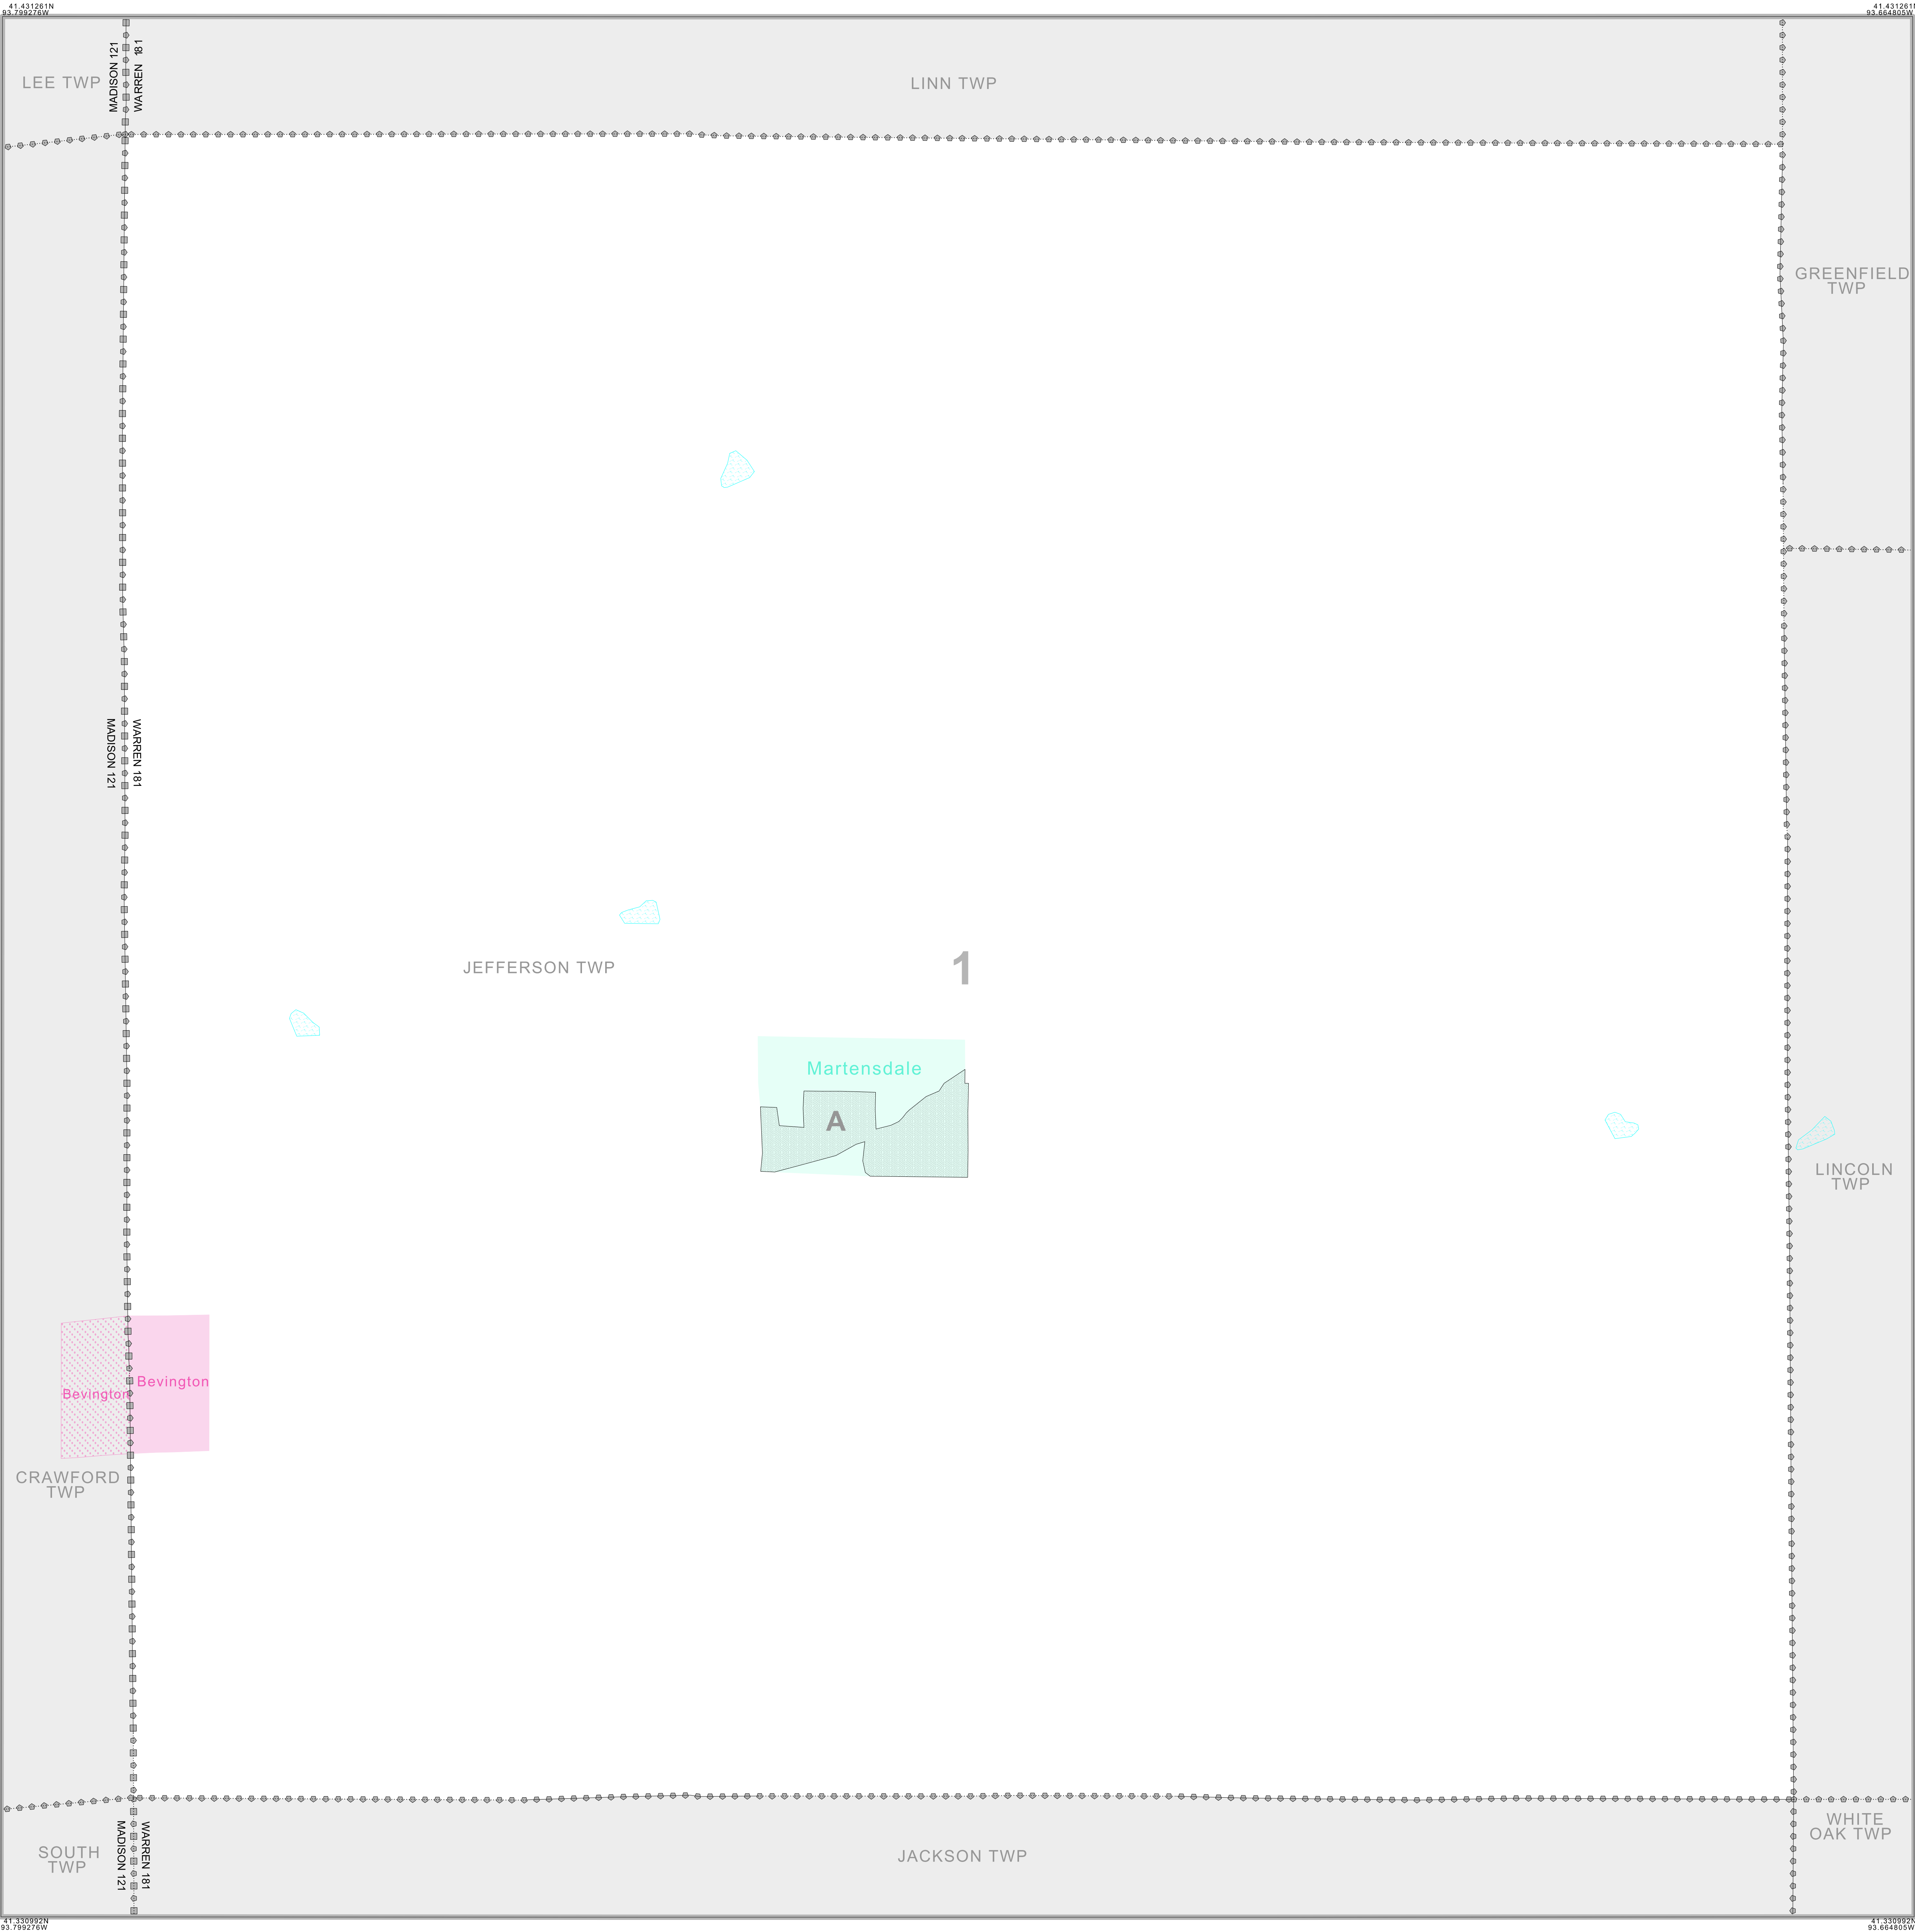 41.431261N
93.799276W
41.431261N
93.664805W
MADISON 121
WARREN 181
LEE TWP
LINN TWP
GREENFIELD
TWP
MADISON 121
WARREN 181
JEFFERSON TWP
1
Martensdale
A
LINCOLN
TWP
Bevington
Bevington
CRAWFORD
TWP
WHITE
OAK TWP
MADISON 121
WARREN 181
SOUTH
TWP
JACKSON TWP
41.330992N
93.799276W
41.330992N
93.664805W